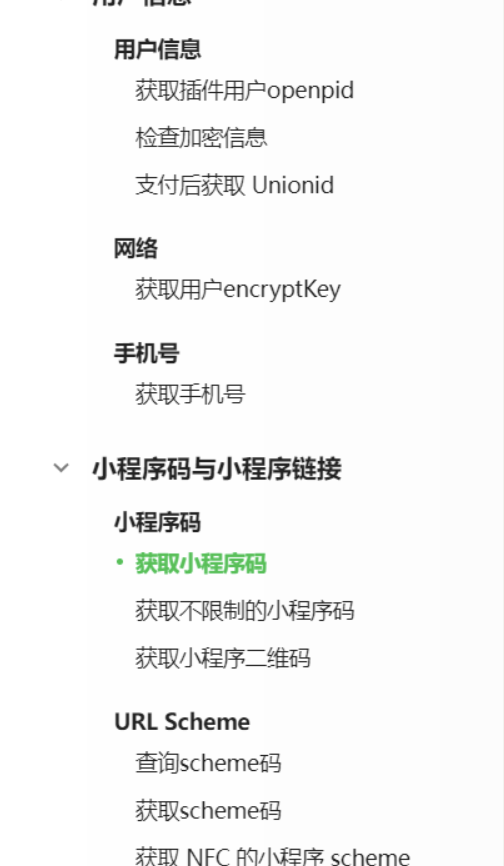 用户信息
用户信息
获取插件用户openpid
检查加密信息
支付后获取 Unionid
网络
获取用户encryptKey
手机号
获取手机号
小程序码与小程序链接
小程序码
• 获取小程序码
获取不限制的小程序码
获取小程序二维码
URL Scheme
查询scheme码
获取scheme码
获取 NFC 的小程序 scheme